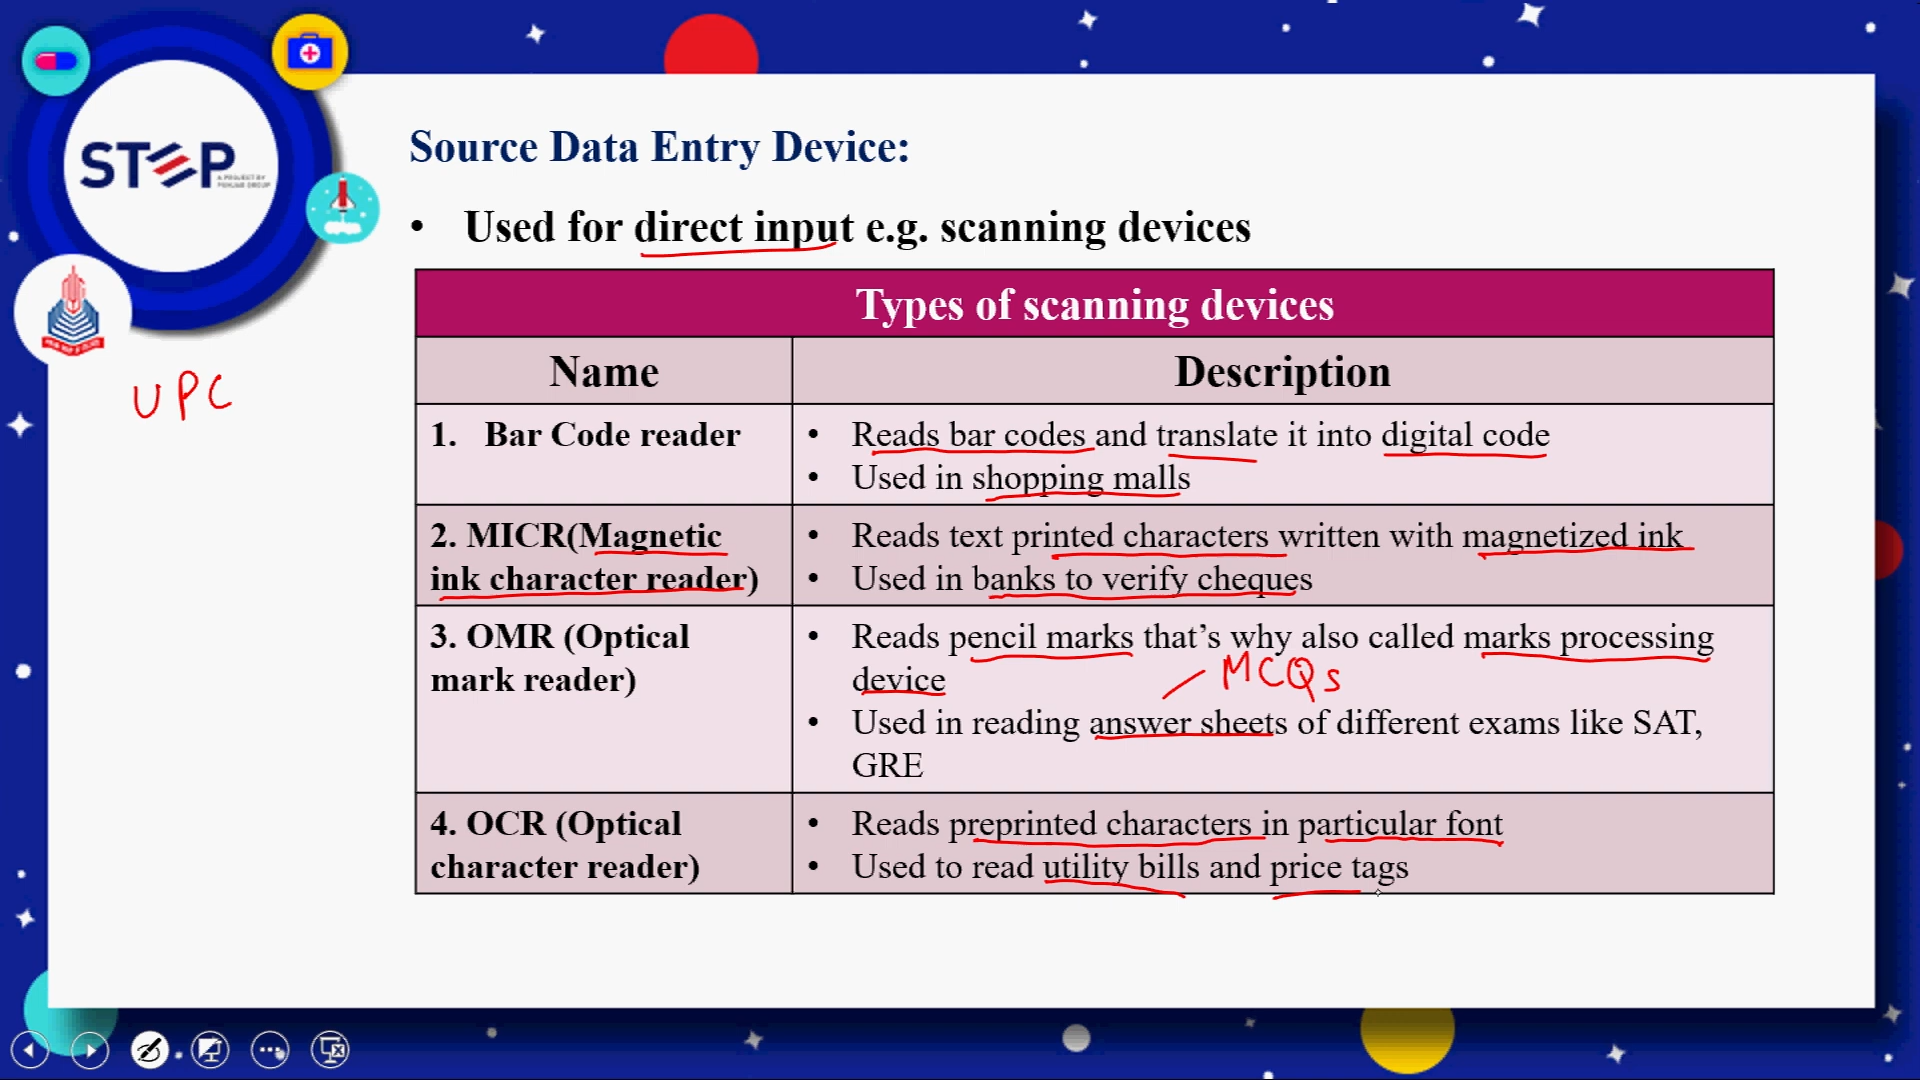 STEP
A PROJECT BY
PUNJAB GROUP
Source Data Entry Device:
• Used for direct input e.g. scanning devices
Types of scanning devices
Name
Description
UPC
1. Bar Code reader
• Reads bar codes and translate it into digital code
• Used in shopping malls
2. MICR(Magnetic
ink character reader)
• Reads text printed characters written with magnetized ink
• Used in banks to verify cheques
3. OMR (Optical
mark reader)
• Reads pencil marks that's why also called marks processing
device
MCQs
• Used in reading answer sheets of different exams like SAT,
GRE
4. OCR (Optical
character reader)
• Reads preprinted characters in particular font
• Used to read utility bills and price tags